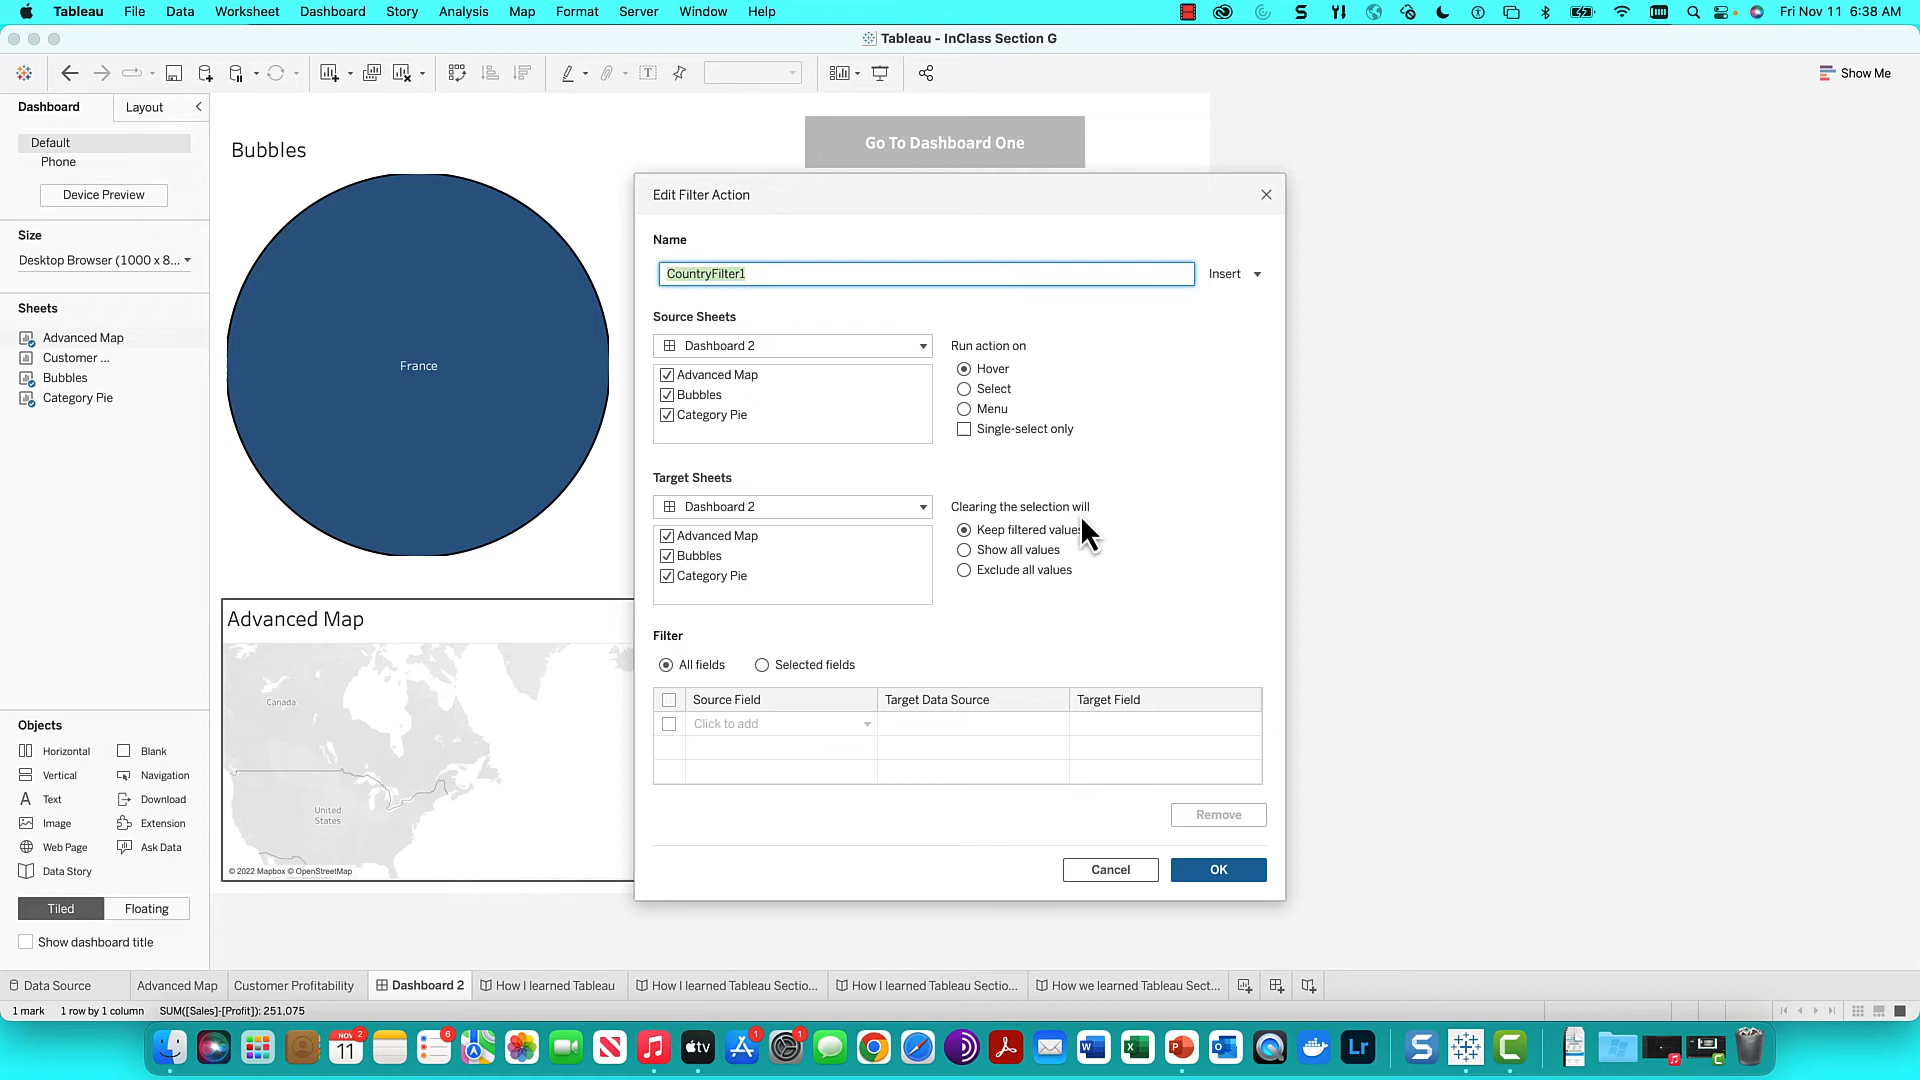 Tableau File Data Worksheet Dashboard Story Analysis Map Format Server Window Help Fri Nov 11 6:38 AM
Tableau - InClass Section G
Show Me
Dashboard Layout
Default
Phone
Device Preview
Size
Desktop Browser (1000 x 8...
Sheets
Advanced Map
Customer ...
Bubbles
Category Pie
Objects
Horizontal Blank
Vertical Navigation
Text Download
Image Extension
Web Page Ask Data
Data Story
Tiled Floating
Show dashboard title
Bubbles
Go To Dashboard One
France
Advanced Map
Canada
United
States
© 2022 Mapbox © OpenStreetMap
Edit Filter Action
Name
CountryFilter1 Insert
Source Sheets
Dashboard 2 Run action on
Advanced Map Hover
Bubbles Select
Category Pie Menu
Single-select only
Target Sheets
Dashboard 2 Clearing the selection will
Advanced Map Keep filtered values
Bubbles Show all values
Category Pie Exclude all values
Filter
All fields Selected fields
Source Field Target Data Source Target Field
Click to add
Remove
Cancel OK
Data Source Advanced Map Customer Profitability Dashboard 2 How I learned Tableau How I learned Tableau Sectio... How I learned Tableau Sectio... How we learned Tableau Sect...
1 mark 1 row by 1 column SUM([Sales]-[Profit]): 251,075
NOV 2 11 6 tv 1 1 W X P O Lr S C